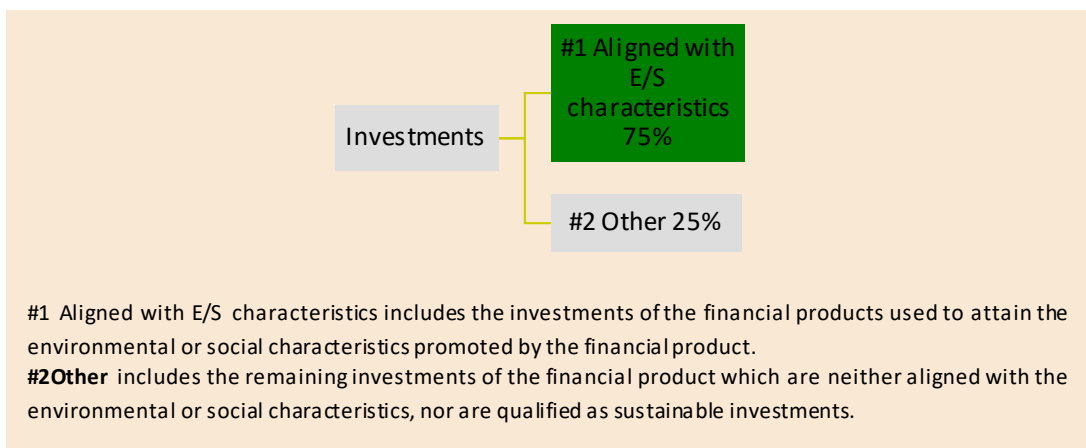 #1 Aligned with
E/S
characteristics
75%
Investments
#2 Other 25%
#1 Aligned with E/S characteristics includes the investments of the financial products used to attain the
environmental or social characteristics promoted by the financial product.
#2Other includes the remaining investments of the financial product which are neither aligned with the
environmental or social characteristics, nor are qualified as sustainable investments.